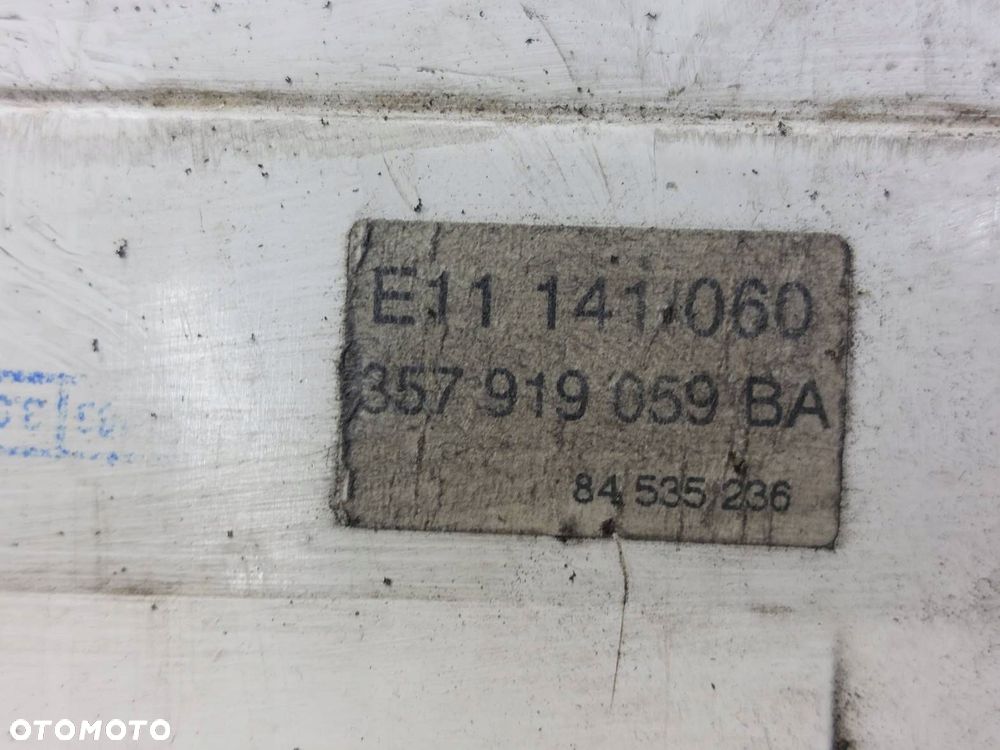 E11 141/060
357 919 059 BA
84 535/236
OTOMOTO